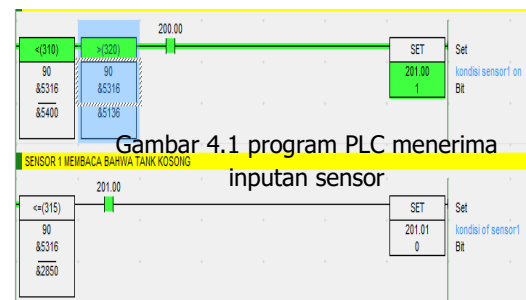 200.00
<(310) >(320) SET Set
90 90 201.00 kondisi sensor1 on
&5316 &5316 1 Bit
&5400 &5136
Gambar 4.1 program PLC menerima
inputan sensor
SENSOR 1 MEMBACA BAHWA TANK KOSONG
201.00
<=(315) SET Set
90 201.01 kondisi of sensor1
&5316 0 Bit
&2850